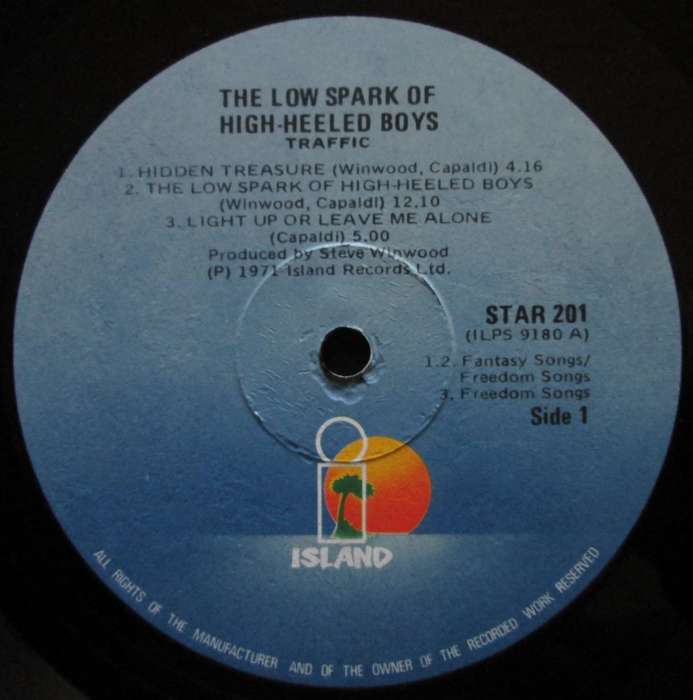 THE LOW SPARK OF
HIGH-HEELED BOYS
TRAFFIC
1. HIDDEN TREASURE (Winwood, Capaldi) 4.16
2. THE LOW SPARK OF HIGH-HEELED BOYS
(Winwood, Capaldi) 12.10
3. LIGHT UP OR LEAVE ME ALONE
(Capaldi) 5.00
Produced by Steve Winwood
(P) 1971 Island Records Ltd.
STAR 201
(ILPS 9180 A)
1.2. Fantasy Songs/
Freedom Songs
3. Freedom Songs
Side 1
ISLAND
ALL RIGHTS OF THE MANUFACTURER AND OF THE OWNER OF THE RECORDED WORK RESERVED